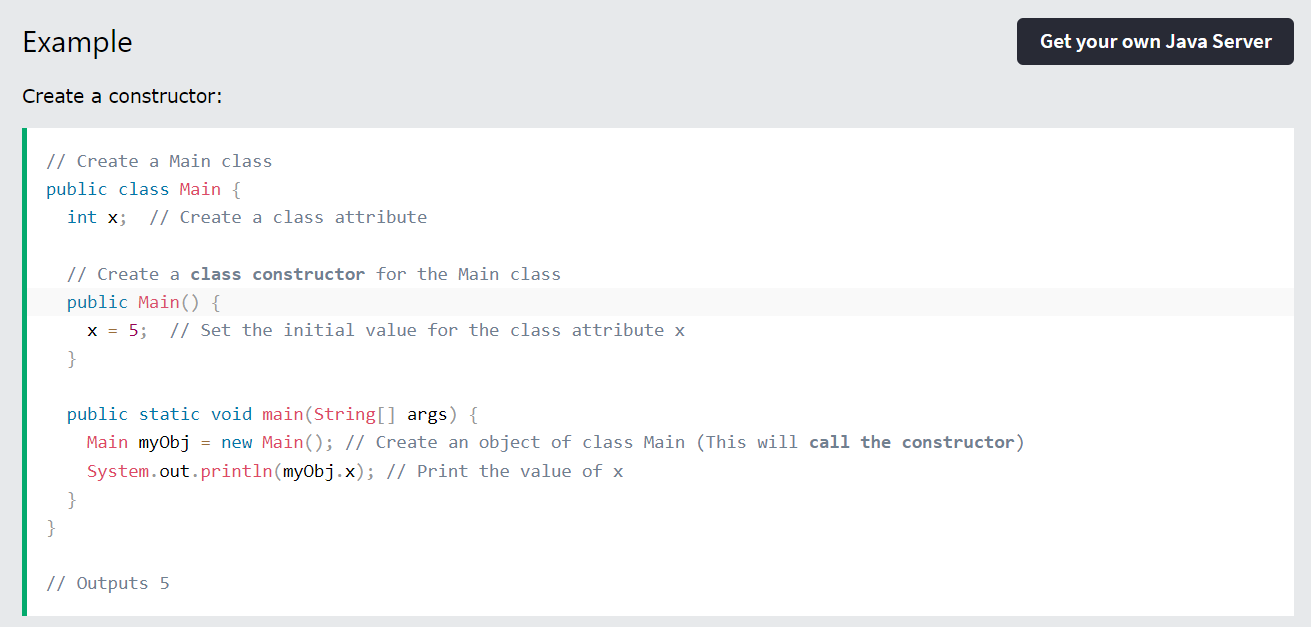 Example
Get your own Java Server
Create a constructor:
// Create a Main class
public class Main {
  int x;  // Create a class attribute

  // Create a class constructor for the Main class
  public Main() {
    x = 5;  // Set the initial value for the class attribute x
  }

  public static void main(String[] args) {
    Main myObj = new Main(); // Create an object of class Main (This will call the constructor)
    System.out.println(myObj.x); // Print the value of x
  }
}

// Outputs 5